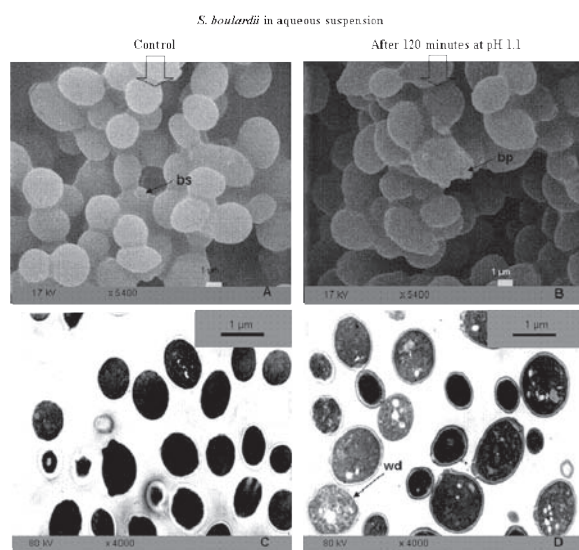 S. boulardii in aqueous suspension
Control
After 120 minutes at pH 1.1
bs
bp
1 µm
1 µm
17 kV x 5400 A
17 kV x 5400 B
1 µm
1 µm
wd
80 kV x 4000 C
80 kV x 4000 D